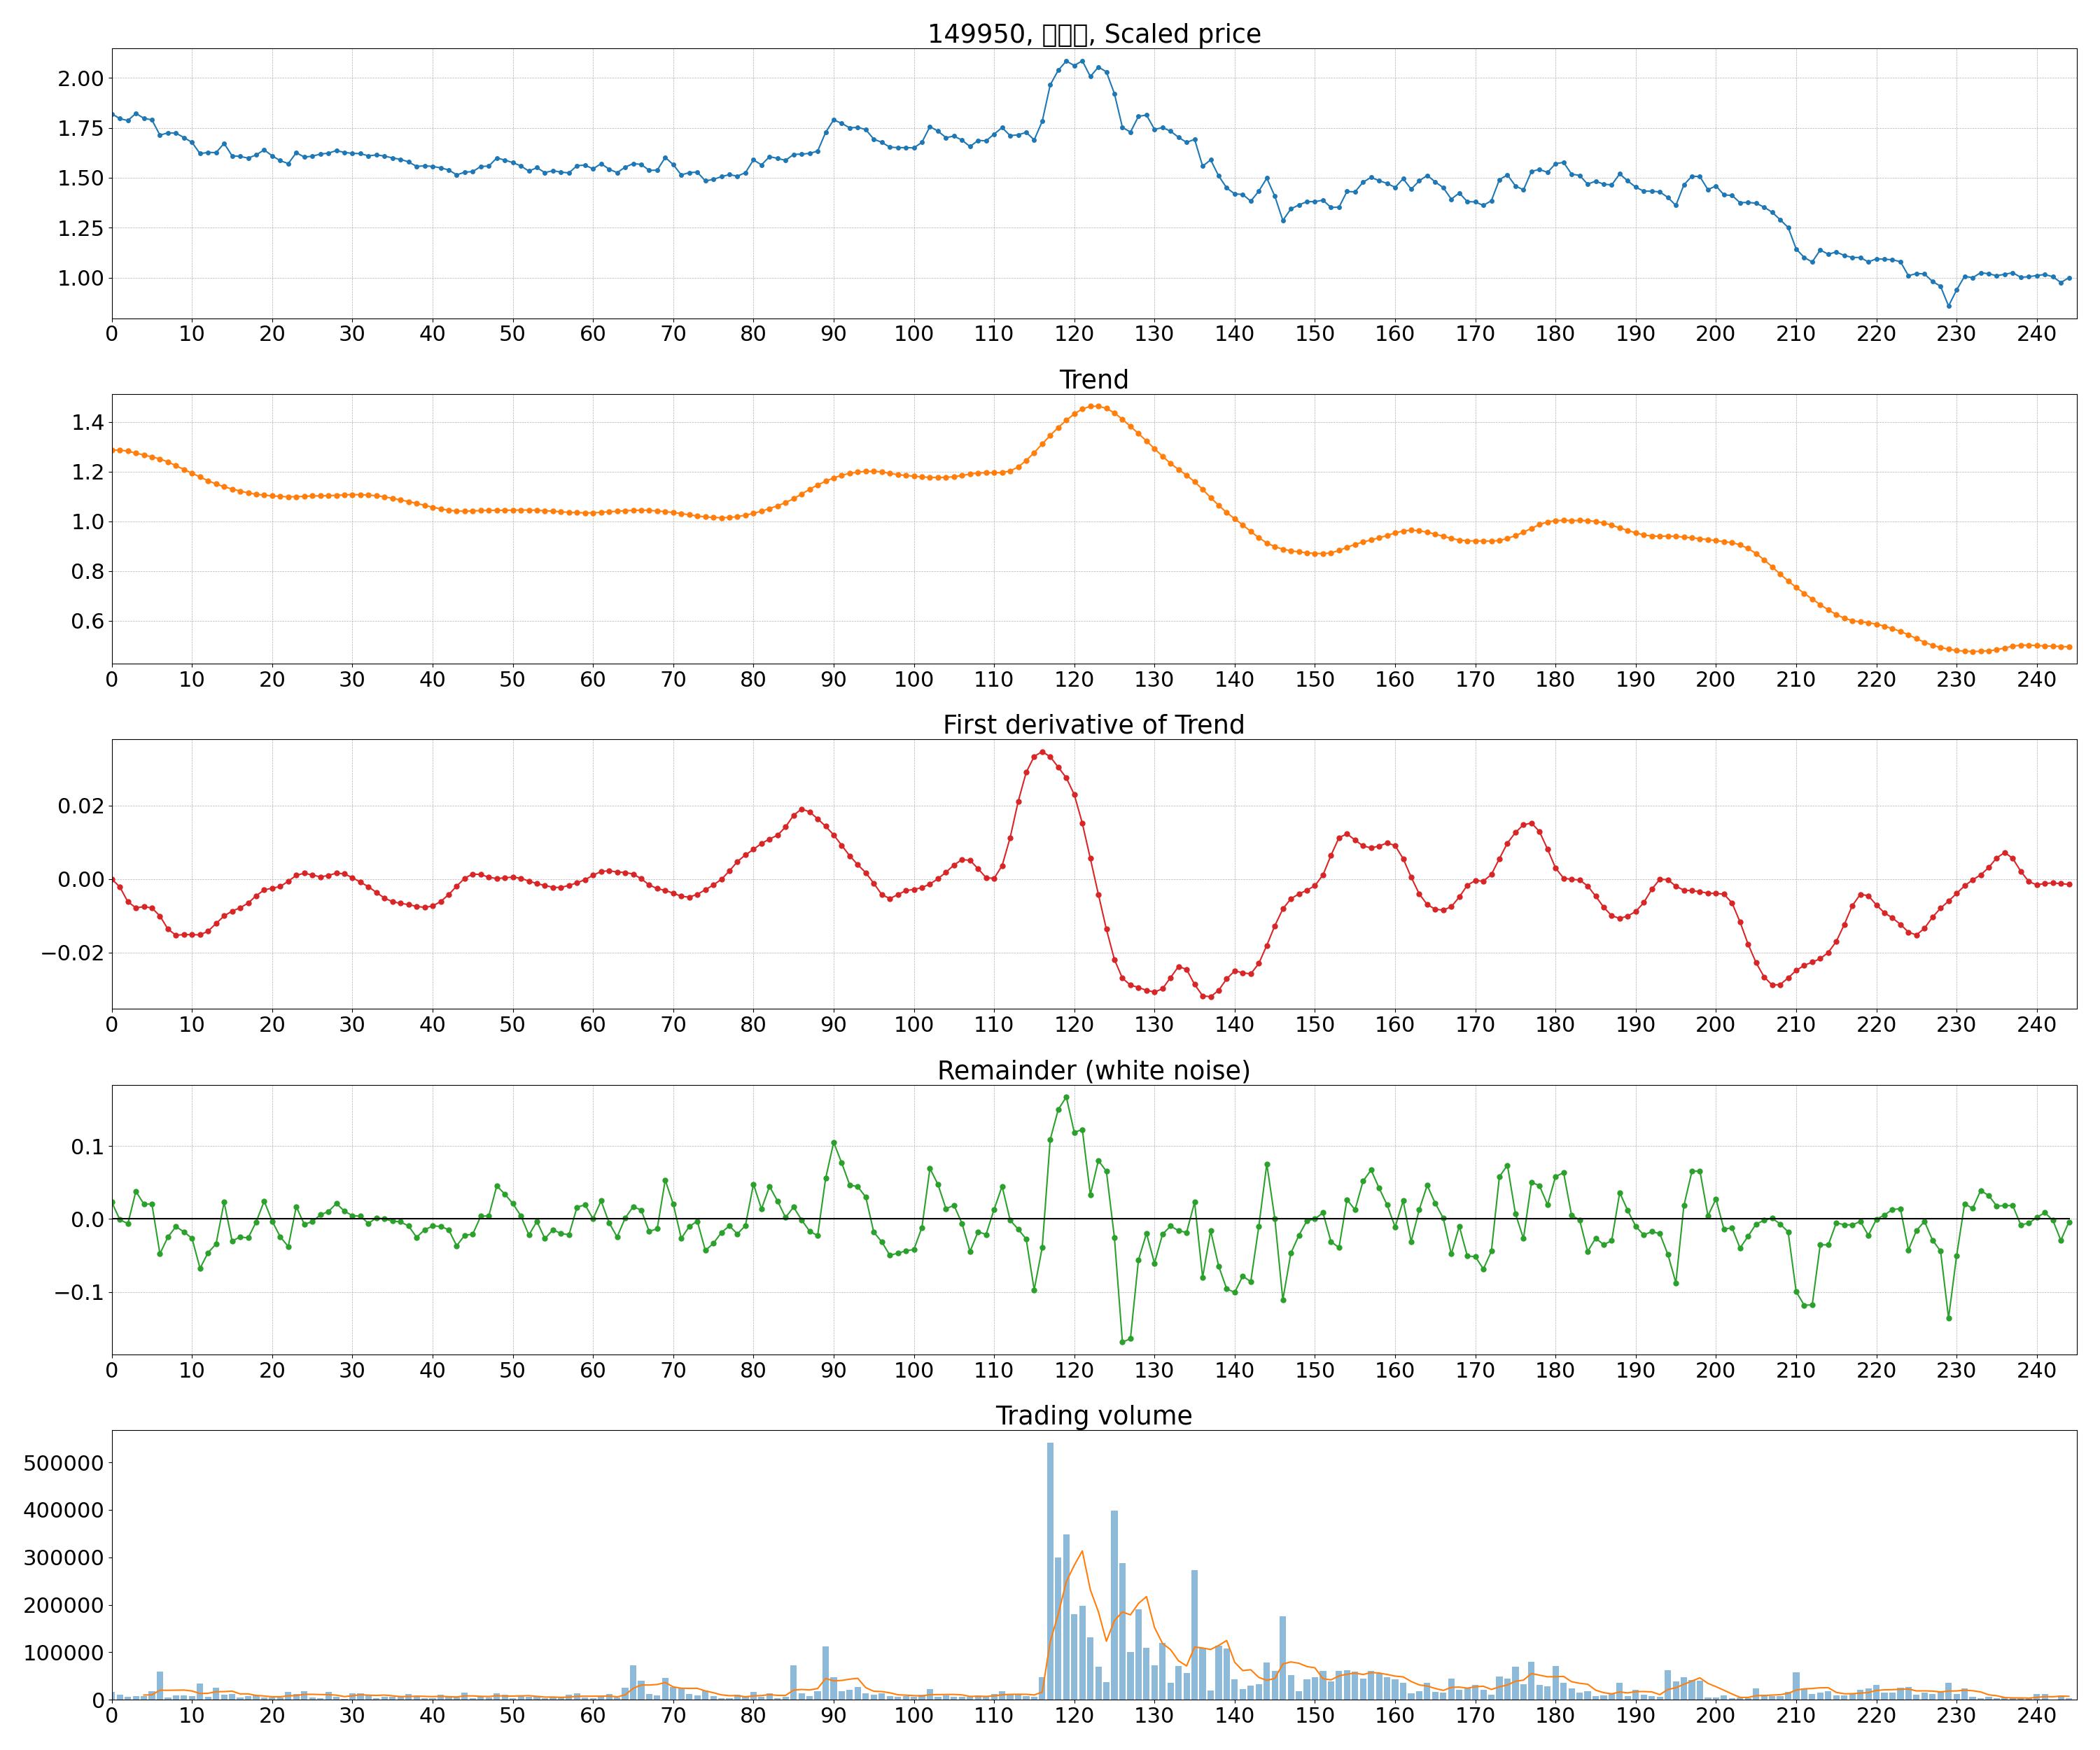 149950, □□□, Scaled price
2.00
1.75
1.50
1.25
1.00
0 10 20 30 40 50 60 70 80 90 100 110 120 130 140 150 160 170 180 190 200 210 220 230 240
Trend
1.4
1.2
1.0
0.8
0.6
0 10 20 30 40 50 60 70 80 90 100 110 120 130 140 150 160 170 180 190 200 210 220 230 240
First derivative of Trend
0.02
0.00
−0.02
0 10 20 30 40 50 60 70 80 90 100 110 120 130 140 150 160 170 180 190 200 210 220 230 240
Remainder (white noise)
0.1
0.0
−0.1
0 10 20 30 40 50 60 70 80 90 100 110 120 130 140 150 160 170 180 190 200 210 220 230 240
Trading volume
500000
400000
300000
200000
100000
0
0 10 20 30 40 50 60 70 80 90 100 110 120 130 140 150 160 170 180 190 200 210 220 230 240